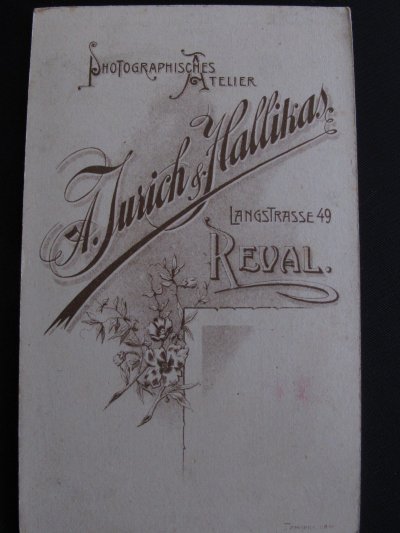 PHOTOGRAPHISCHES
ATELIER
A. Jurich & Hallikas.
LANGSTRASSE 49
REVAL.